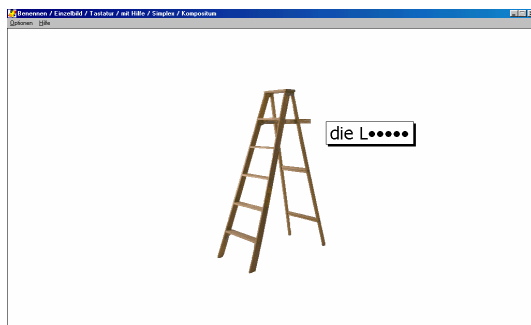 Benennen / Einzelbild / Tastatur / mit Hilfe / Simplex / Kompositum
Optionen Hilfe
die L●●●●●